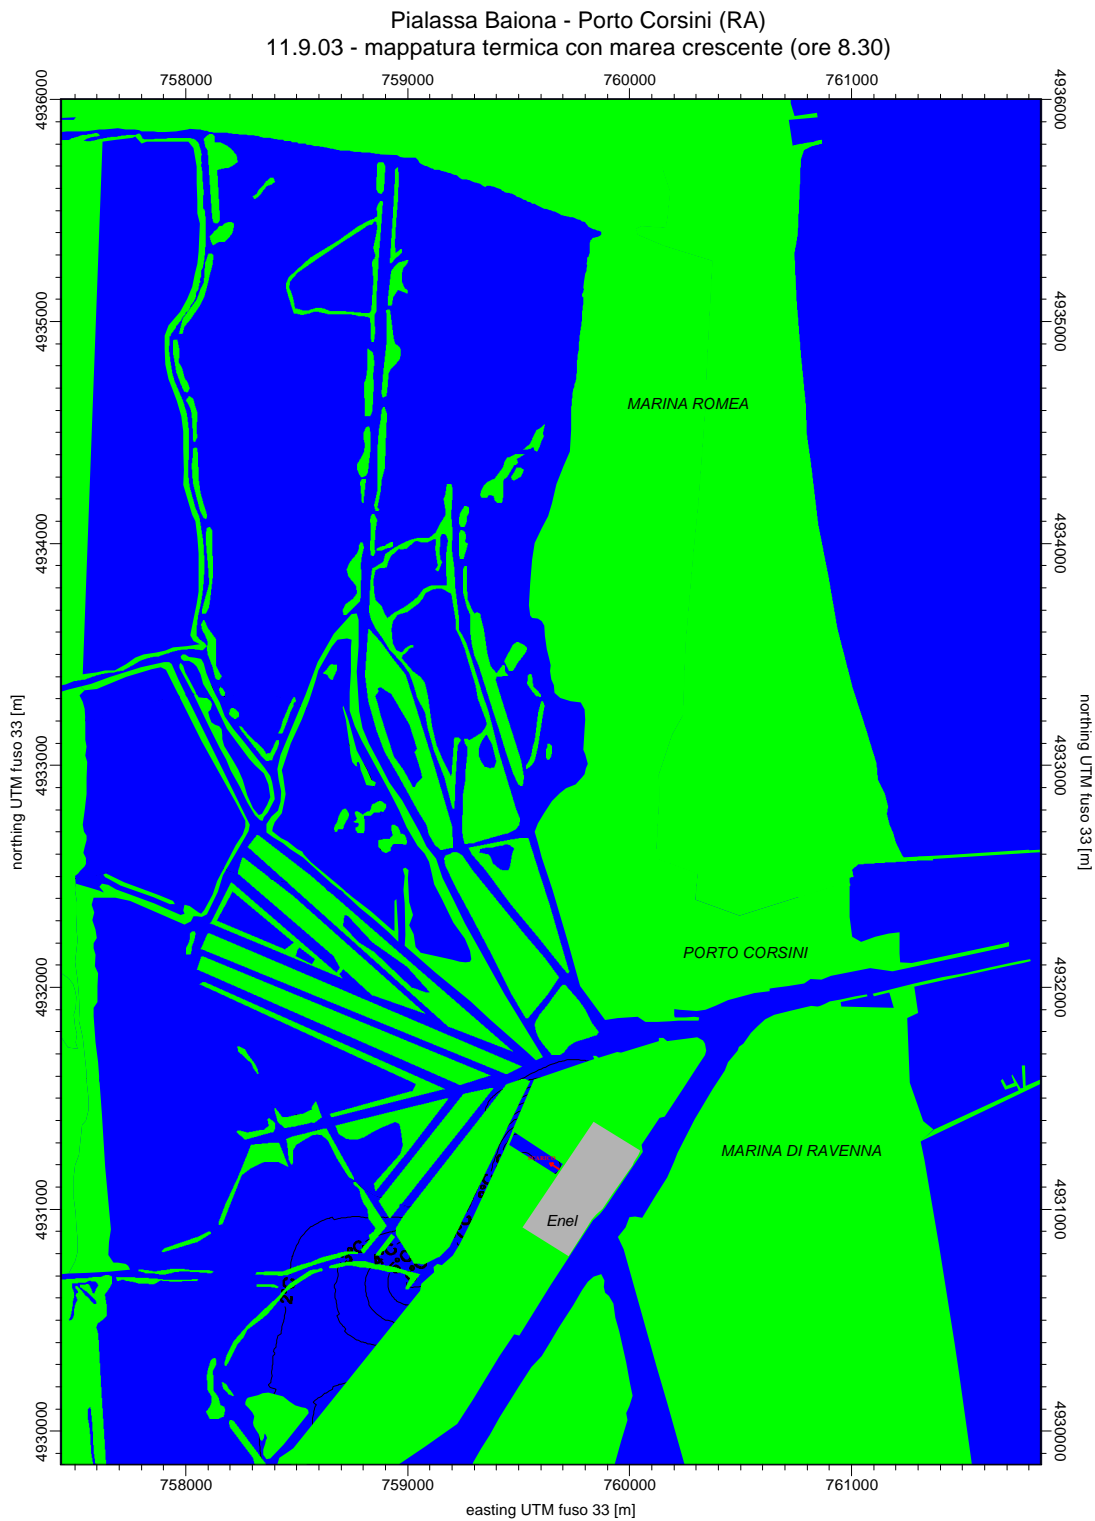 Pialassa Baiona - Porto Corsini (RA)
11.9.03 - mappatura termica con marea crescente (ore 8.30)
758000 759000 760000 761000
4936000 4936000
4935000 4935000
MARINA ROMEA
4934000 4934000
northing UTM fuso 33 [m] northing UTM fuso 33 [m]
4933000 4933000
PORTO CORSINI
4932000 4932000
MARINA DI RAVENNA
4931000 4931000
Enel
4930000 4930000
758000 759000 760000 761000
easting UTM fuso 33 [m]